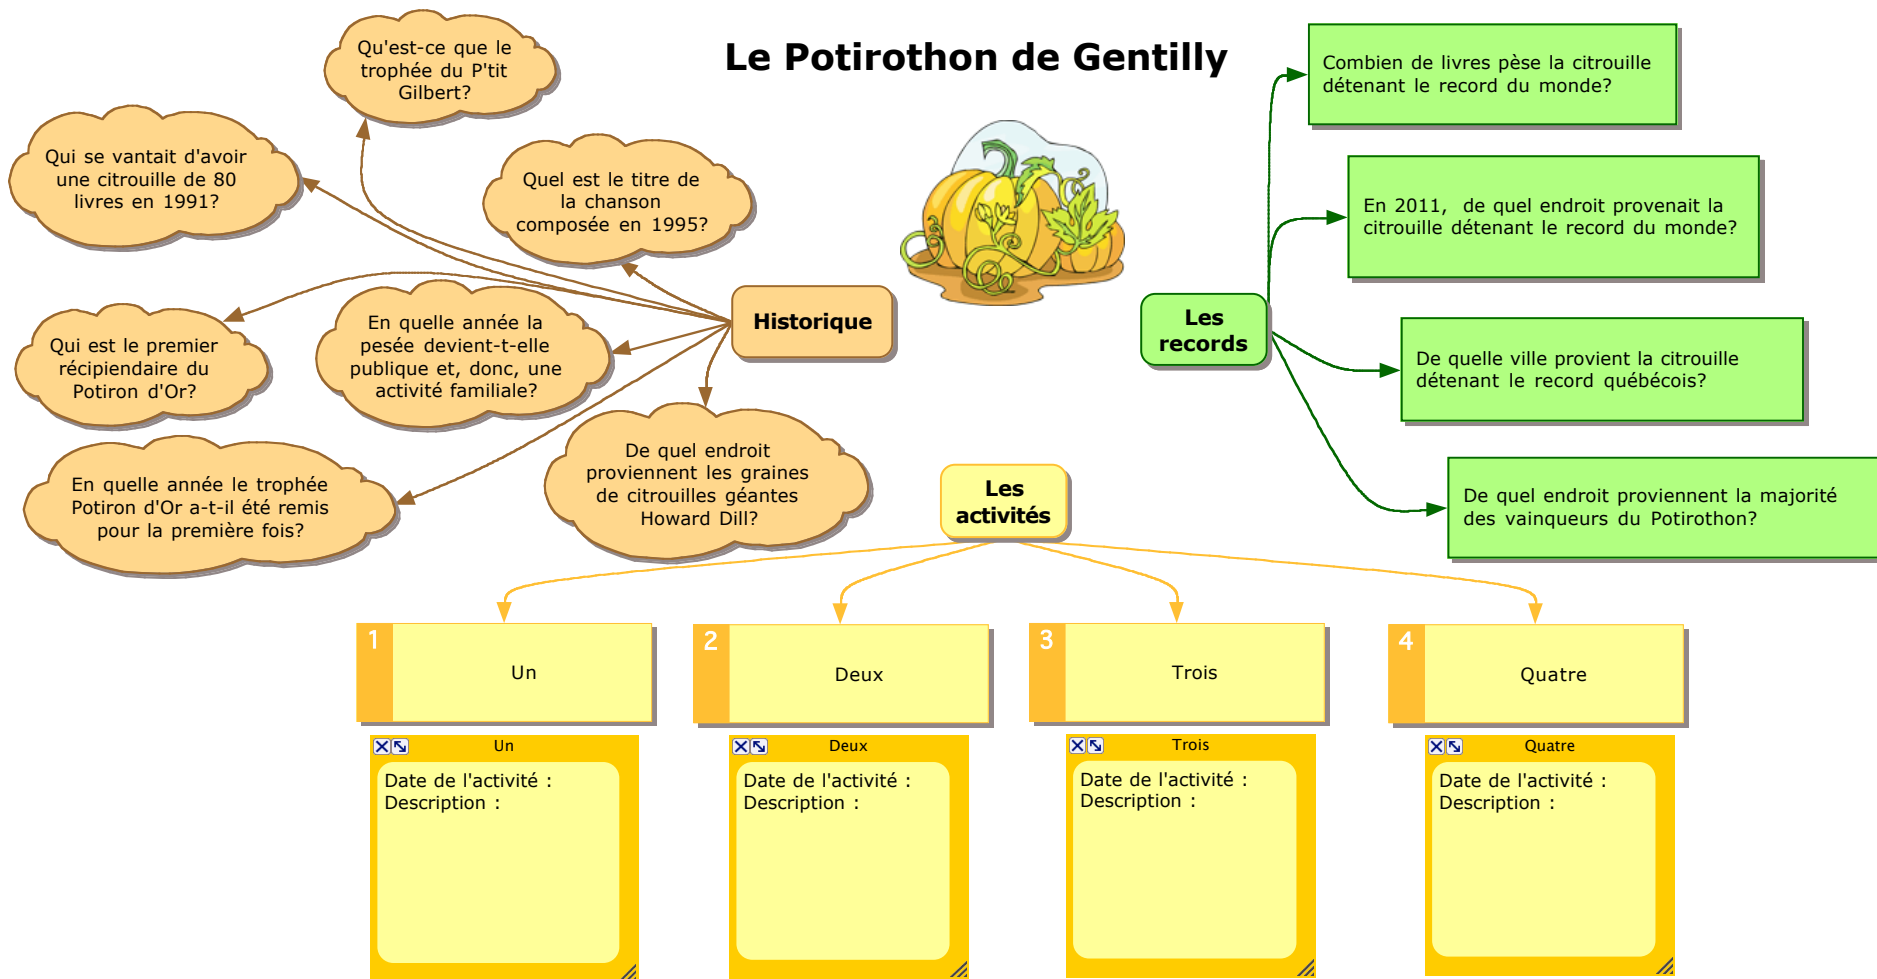 Le Potirothon de Gentilly
Qu'est-ce que le
trophée du P'tit
Gilbert?
Qui se vantait d'avoir
une citrouille de 80
livres en 1991?
Quel est le titre de
la chanson
composée en 1995?
Historique
Qui est le premier
récipiendaire du
Potiron d'Or?
En quelle année la
pesée devient-t-elle
publique et, donc, une
activité familiale?
En quelle année le trophée
Potiron d'Or a-t-il été remis
pour la première fois?
De quel endroit
proviennent les graines
de citrouilles géantes
Howard Dill?
Les
records
Combien de livres pèse la citrouille
détenant le record du monde?
En 2011,  de quel endroit provenait la
citrouille détenant le record du monde?
De quelle ville provient la citrouille
détenant le record québécois?
De quel endroit proviennent la majorité
des vainqueurs du Potirothon?
Les
activités
1
Un
2
Deux
3
Trois
4
Quatre
Un
Date de l'activité :
Description :
Deux
Date de l'activité :
Description :
Trois
Date de l'activité :
Description :
Quatre
Date de l'activité :
Description :